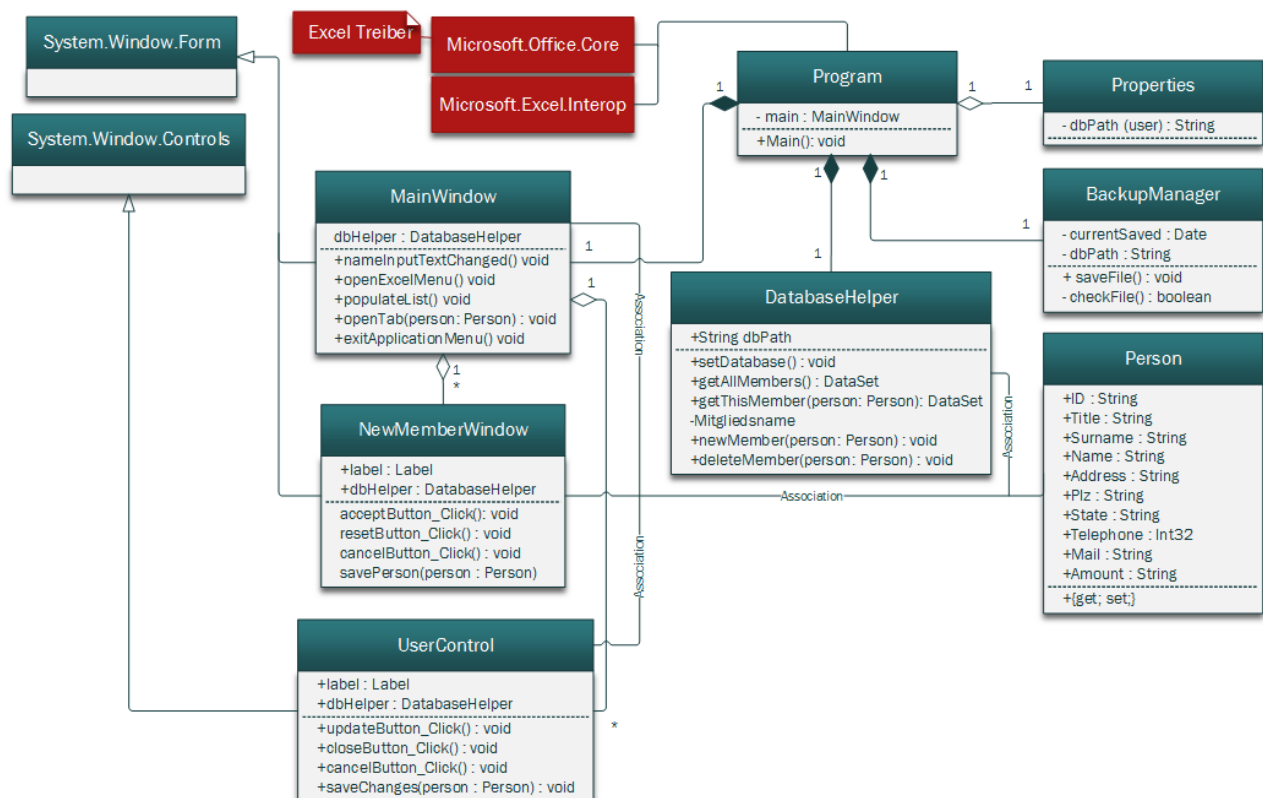 System.Window.Form
Excel Treiber
Microsoft.Office.Core
Microsoft.Excel.Interop
Program
- main : MainWindow
+Main(): void
1
1
1
Properties
- dbPath (user) : String
System.Window.Controls
MainWindow
dbHelper : DatabaseHelper
+nameInputTextChanged() void
+openExcelMenu() void
+populateList() void
+openTab(person: Person) : void
+exitApplicationMenu() void
1
1
1
*
Association
1
1
1
1
BackupManager
- currentSaved : Date
- dbPath : String
+ saveFile() : void
- checkFile() : boolean
DatabaseHelper
+String dbPath
+setDatabase() : void
+getAllMembers() : DataSet
+getThisMember(person: Person): DataSet
-Mitgliedsname
+newMember(person: Person) : void
+deleteMember(person: Person) : void
Association
Person
+ID : String
+Title : String
+Surname : String
+Name : String
+Address : String
+Plz : String
+State : String
+Telephone : Int32
+Mail : String
+Amount : String
+{get; set;}
NewMemberWindow
+label : Label
+dbHelper : DatabaseHelper
acceptButton_Click(): void
resetButton_Click() : void
cancelButton_Click() : void
savePerson(person : Person)
Association
Association
UserControl
+label : Label
+dbHelper : DatabaseHelper
+updateButton_Click() : void
+closeButton_Click() : void
+cancelButton_Click() : void
+saveChanges(person : Person) : void
*